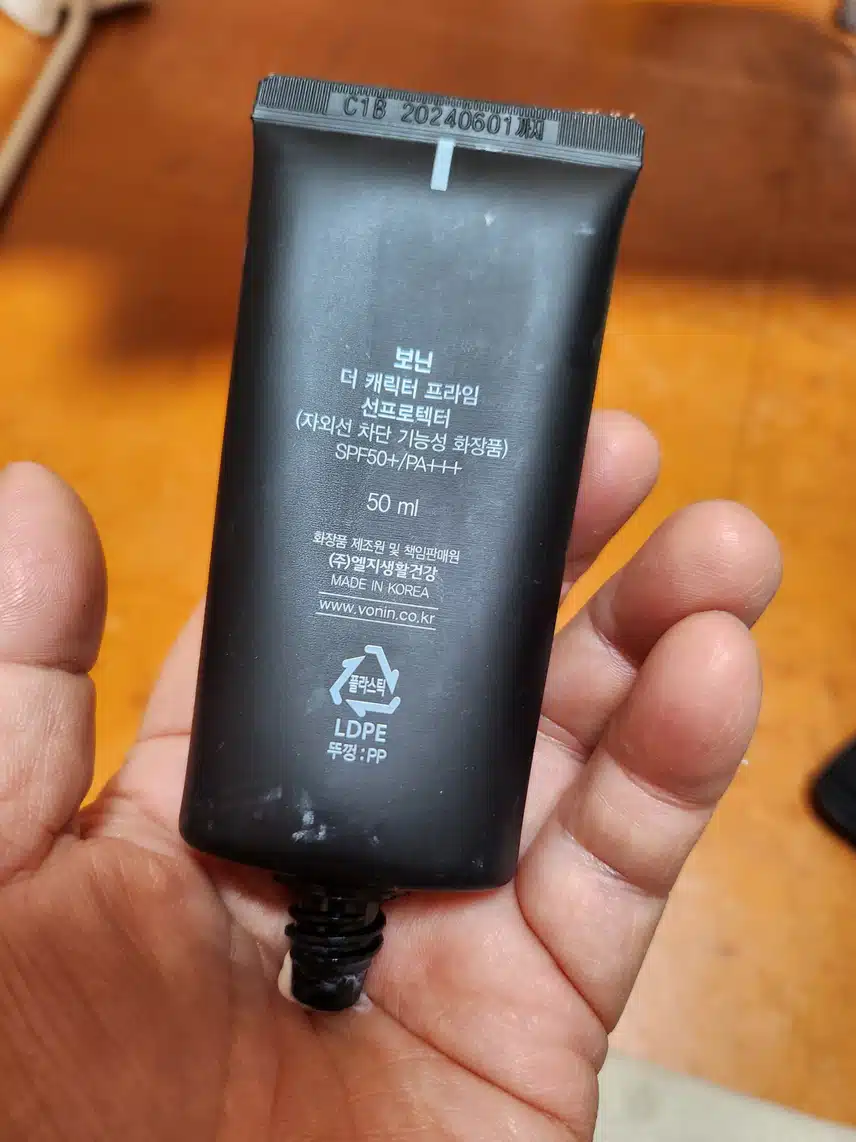 C1B 20240601까지
보닌
더 캐릭터 프라임
선프로텍터
(자외선 차단 기능성 화장품)
SPF50+/PA+++
50 ml
화장품 제조원 및 책임판매원
(주)엘지생활건강
MADE IN KOREA
www.vonin.co.kr
플라스틱
LDPE
뚜껑:PP